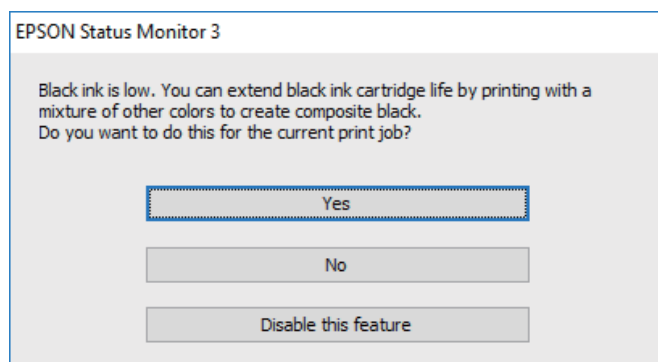 EPSON Status Monitor 3
Black ink is low. You can extend black ink cartridge life by printing with a
mixture of other colors to create composite black.
Do you want to do this for the current print job?
Yes
No
Disable this feature